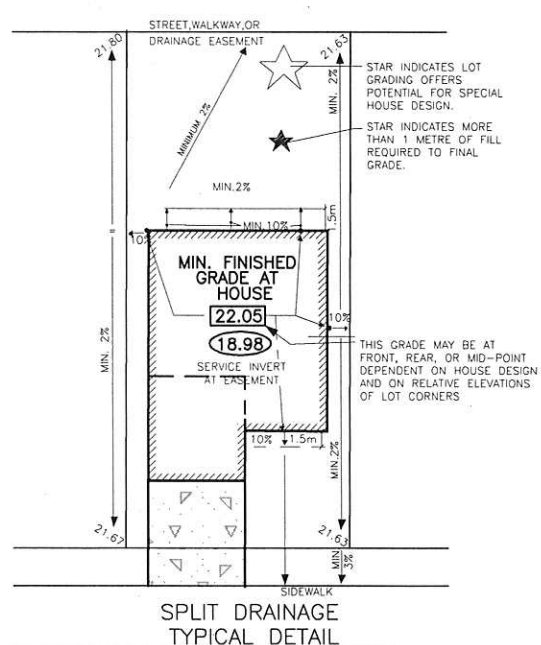 STREET,WALKWAY,OR
DRAINAGE EASEMENT
21.80
21.63
STAR INDICATES LOT
GRADING OFFERS
POTENTIAL FOR SPECIAL
HOUSE DESIGN.
STAR INDICATES MORE
THAN 1 METRE OF FILL
REQUIRED TO FINAL
GRADE.
MIN. 2%
MINIMUM 2%
MIN.2%
MIN.10%
1.5m
10%
MIN. FINISHED
GRADE AT
HOUSE
22.05
18.98
SERVICE INVERT
AT EASEMENT
10%
THIS GRADE MAY BE AT
FRONT, REAR, OR MID-POINT
DEPENDENT ON HOUSE DESIGN
AND ON RELATIVE ELEVATIONS
OF LOT CORNERS
MIN. 2%
=
10%
1.5m
MIN.2%
21.67
21.63
MIN.
3%
SIDEWALK
SPLIT DRAINAGE
TYPICAL DETAIL